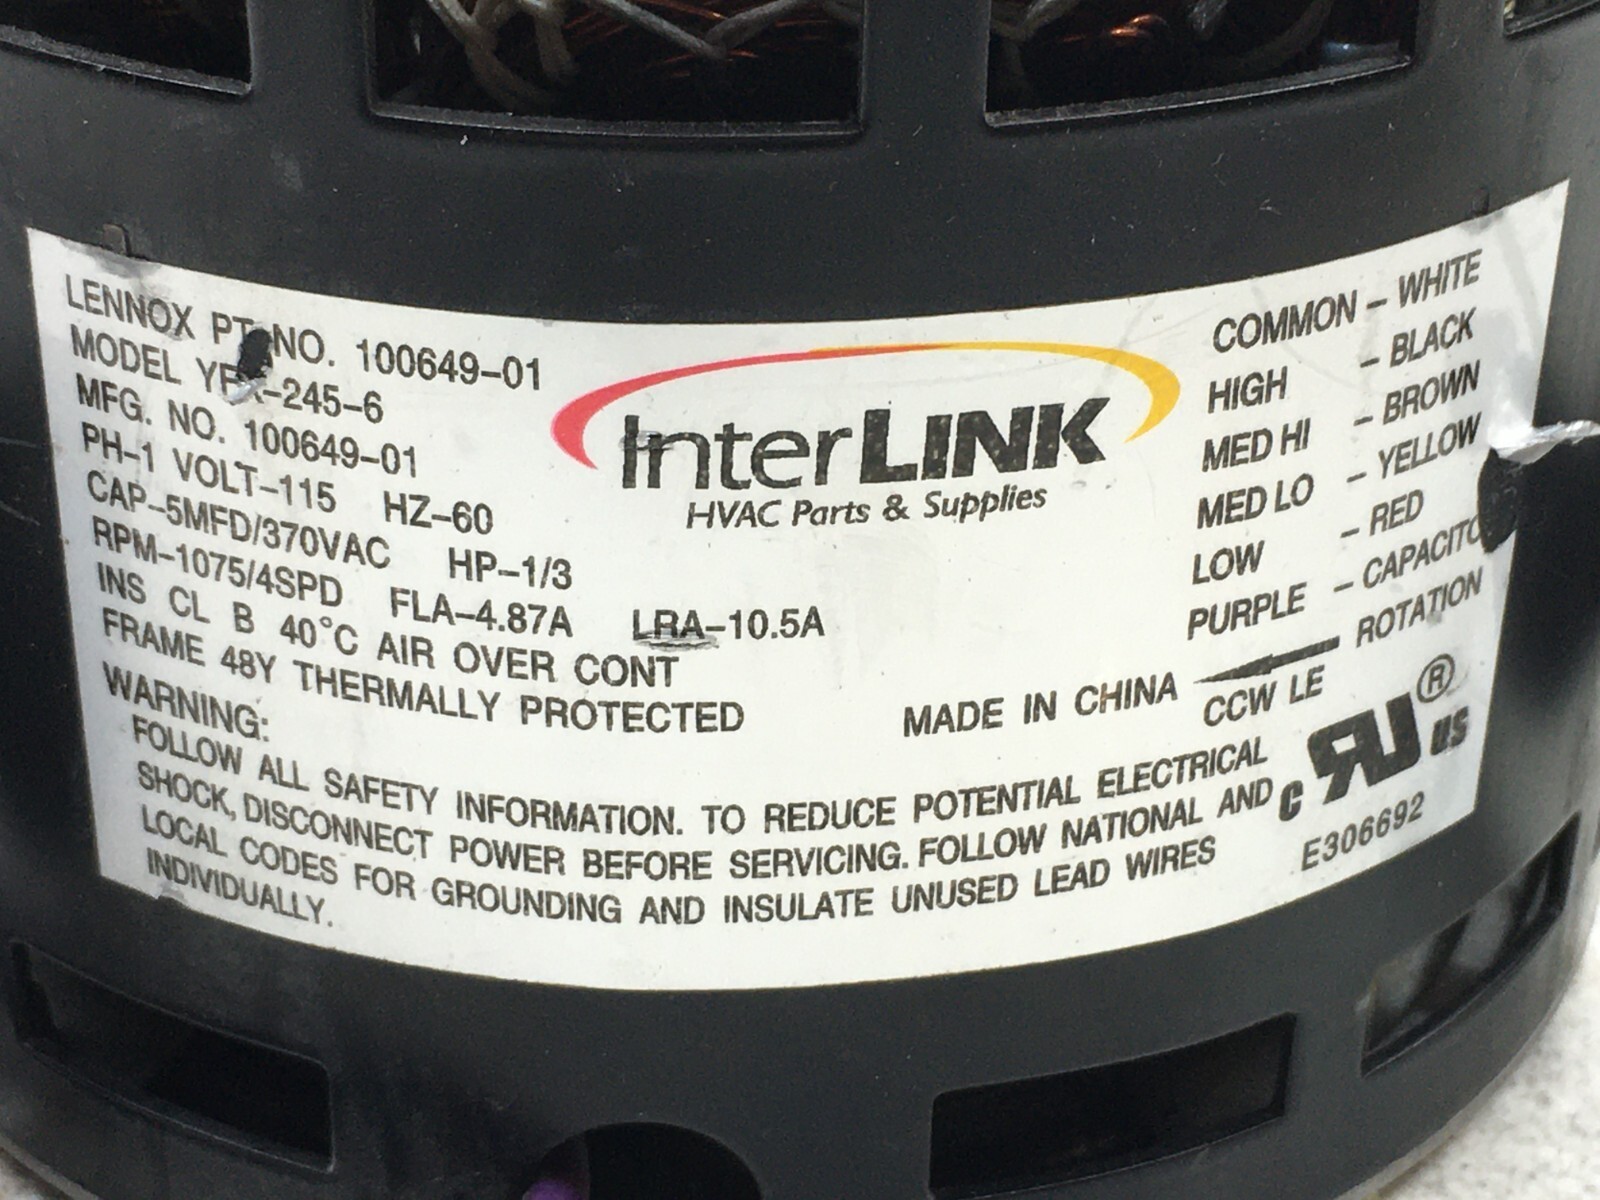 LENNOX PT NO. 100649-01
MODEL -245-6
MFG. NO. 100649-01
PH-1 VOLT-115 HZ-60
CAP-5MFD/370VAC HP-1/3
RPM-1075/4SPD FLA-4.87A LRA-10.5A
INS CL B 40°C AIR OVER CONT
FRAME 48Y THERMALLY PROTECTED
InterLINK
HVAC Parts & Supplies
COMMON - WHITE
HIGH - BLACK
MED HI - BROWN
MED LO - YELLOW
LOW - RED
PURPLE - CAPACITO
ROTATION
MADE IN CHINA CCW LE
WARNING:
FOLLOW ALL SAFETY INFORMATION. TO REDUCE POTENTIAL ELECTRICAL
SHOCK, DISCONNECT POWER BEFORE SERVICING. FOLLOW NATIONAL AND
LOCAL CODES FOR GROUNDING AND INSULATE UNUSED LEAD WIRES
INDIVIDUALLY.
c RU ® US
E306692